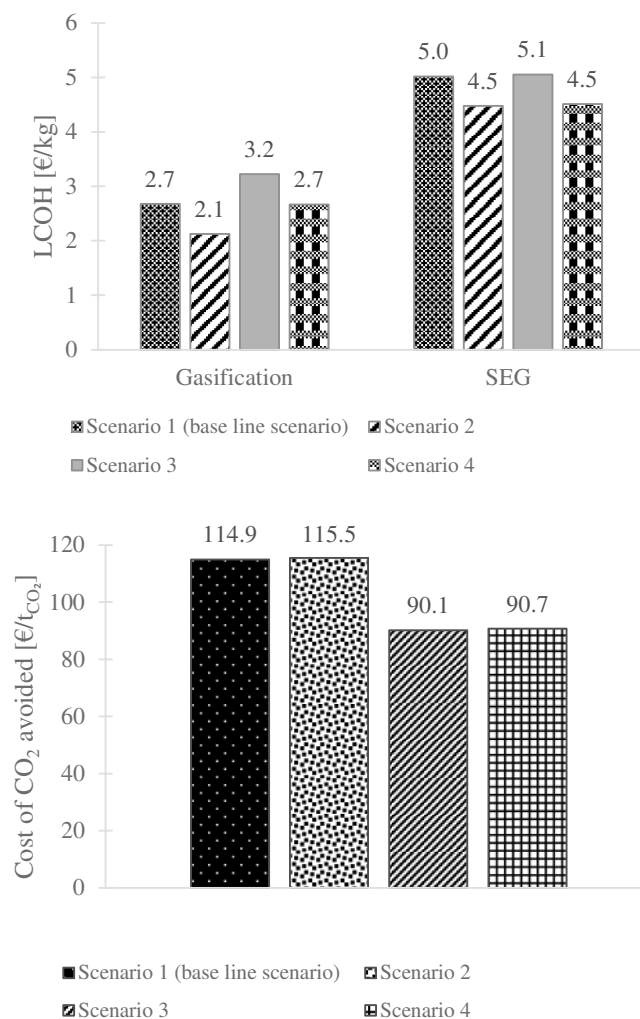 LCOH [€/kg]
6
5
4
3
2
1
0
2.7
2.1
3.2
2.7
5.0
4.5
5.1
4.5
Gasification
SEG
Scenario 1 (base line scenario)
Scenario 2
Scenario 3
Scenario 4
Cost of CO₂ avoided [€/t_CO₂]
120
100
80
60
40
20
0
114.9
115.5
90.1
90.7
Scenario 1 (base line scenario)
Scenario 2
Scenario 3
Scenario 4